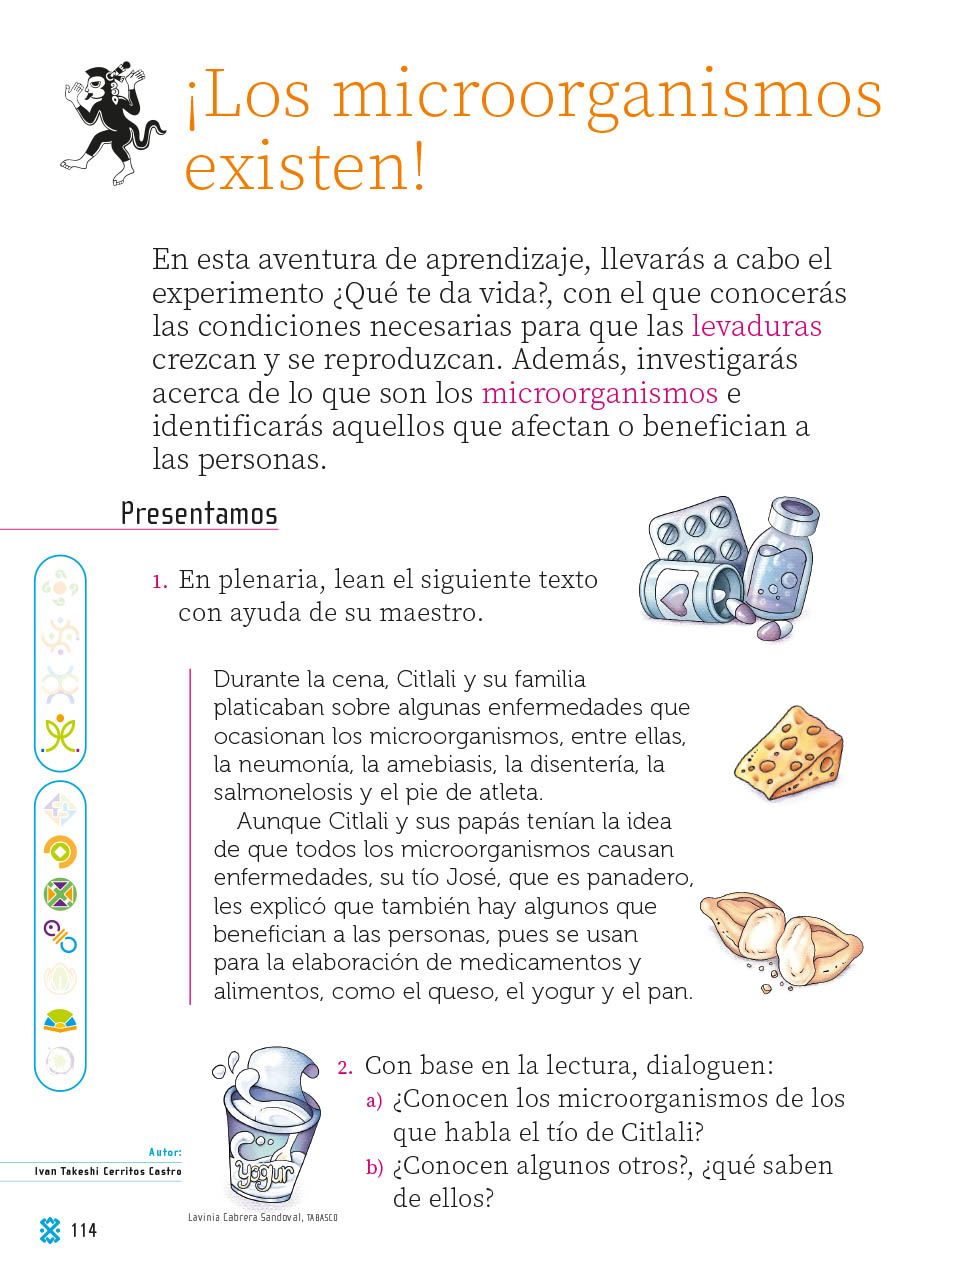 ¡Los microorganismos
existen!
En esta aventura de aprendizaje, llevarás a cabo el
experimento ¿Qué te da vida?, con el que conocerás
las condiciones necesarias para que las levaduras
crezcan y se reproduzcan. Además, investigarás
acerca de lo que son los microorganismos e
identificarás aquellos que afectan o benefician a
las personas.
Presentamos
1. En plenaria, lean el siguiente texto
con ayuda de su maestro.
Durante la cena, Citlali y su familia
platicaban sobre algunas enfermedades que
ocasionan los microorganismos, entre ellas,
la neumonía, la amebiasis, la disentería, la
salmonelosis y el pie de atleta.
Aunque Citlali y sus papás tenían la idea
de que todos los microorganismos causan
enfermedades, su tío José, que es panadero,
les explicó que también hay algunos que
benefician a las personas, pues se usan
para la elaboración de medicamentos y
alimentos, como el queso, el yogur y el pan.
2. Con base en la lectura, dialoguen:
a) ¿Conocen los microorganismos de los
que habla el tío de Citlali?
b) ¿Conocen algunos otros?, ¿qué saben
de ellos?
yogur
Autor:
Ivan Takeshi Cerritos Castro
Lavinia Cabrera Sandoval, TABASCO
114